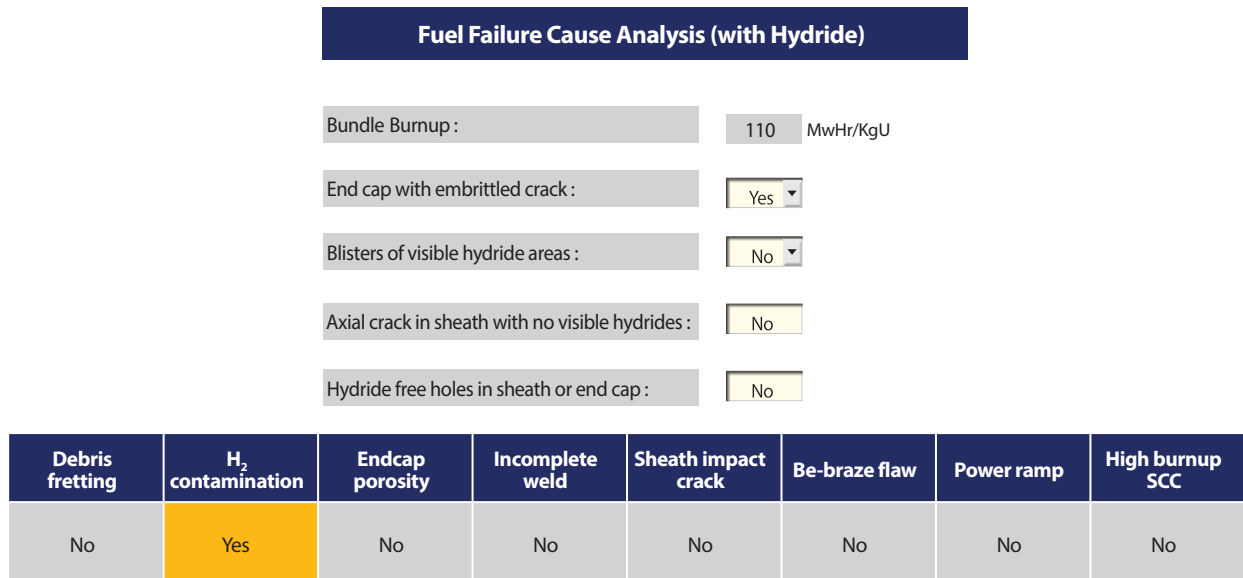 Fuel Failure Cause Analysis (with Hydride)
Bundle Burnup : 110 MwHr/KgU
End cap with embrittled crack : Yes
Blisters of visible hydride areas : No
Axial crack in sheath with no visible hydrides : No
Hydride free holes in sheath or end cap : No
Debris fretting H₂ contamination Endcap porosity Incomplete weld Sheath impact crack Be-braze flaw Power ramp High burnup SCC
No Yes No No No No No No